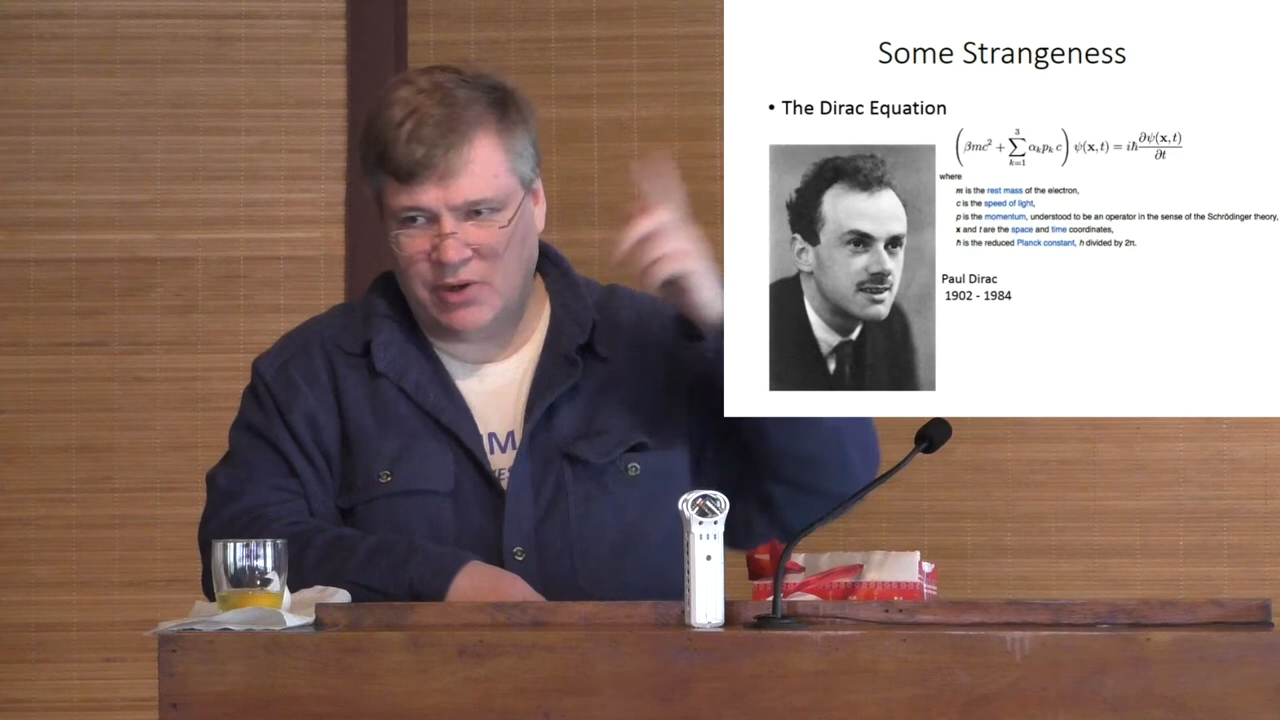 Some Strangeness
• The Dirac Equation
(βmc² + ∑_{k=1}^{3} α_k p_k c) ψ(x,t) = iħ ∂ψ(x,t)/∂t
where
m is the rest mass of the electron,
c is the speed of light,
p is the momentum, understood to be an operator in the sense of the Schrödinger theory,
x and t are the space and time coordinates,
ħ is the reduced Planck constant, h divided by 2π.
Paul Dirac
1902 - 1984